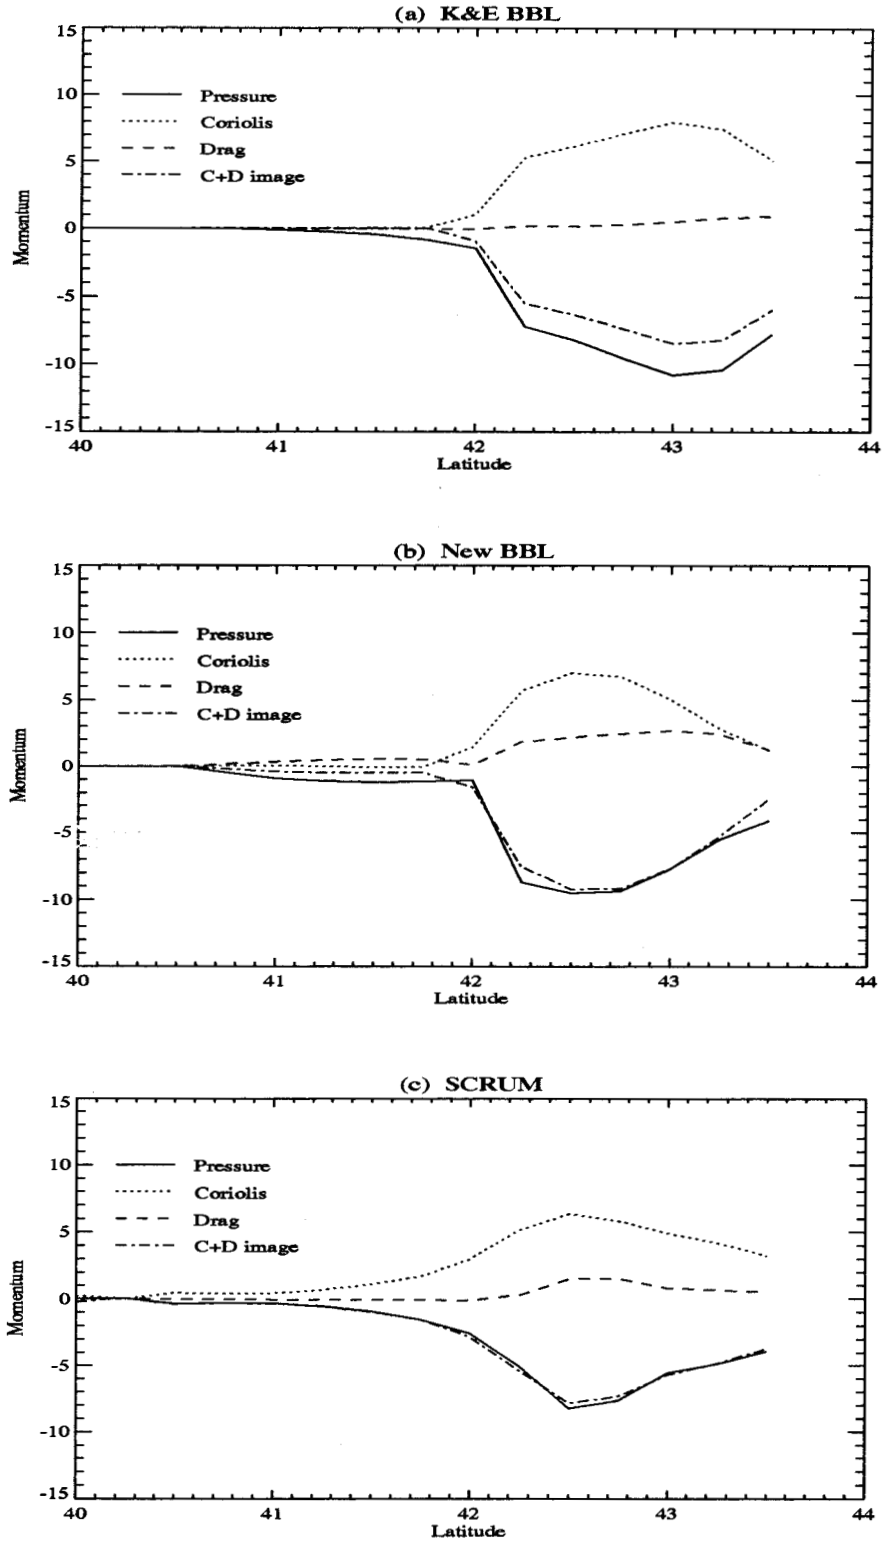 (a) K&E BBL
15
10
5
0
-5
-10
-15
Momentum
Pressure
Coriolis
Drag
C+D image
40 41 42 43 44
Latitude
(b) New BBL
15
10
5
0
-5
-10
-15
Momentum
Pressure
Coriolis
Drag
C+D image
40 41 42 43 44
Latitude
(c) SCRUM
15
10
5
0
-5
-10
-15
Momentum
Pressure
Coriolis
Drag
C+D image
40 41 42 43 44
Latitude